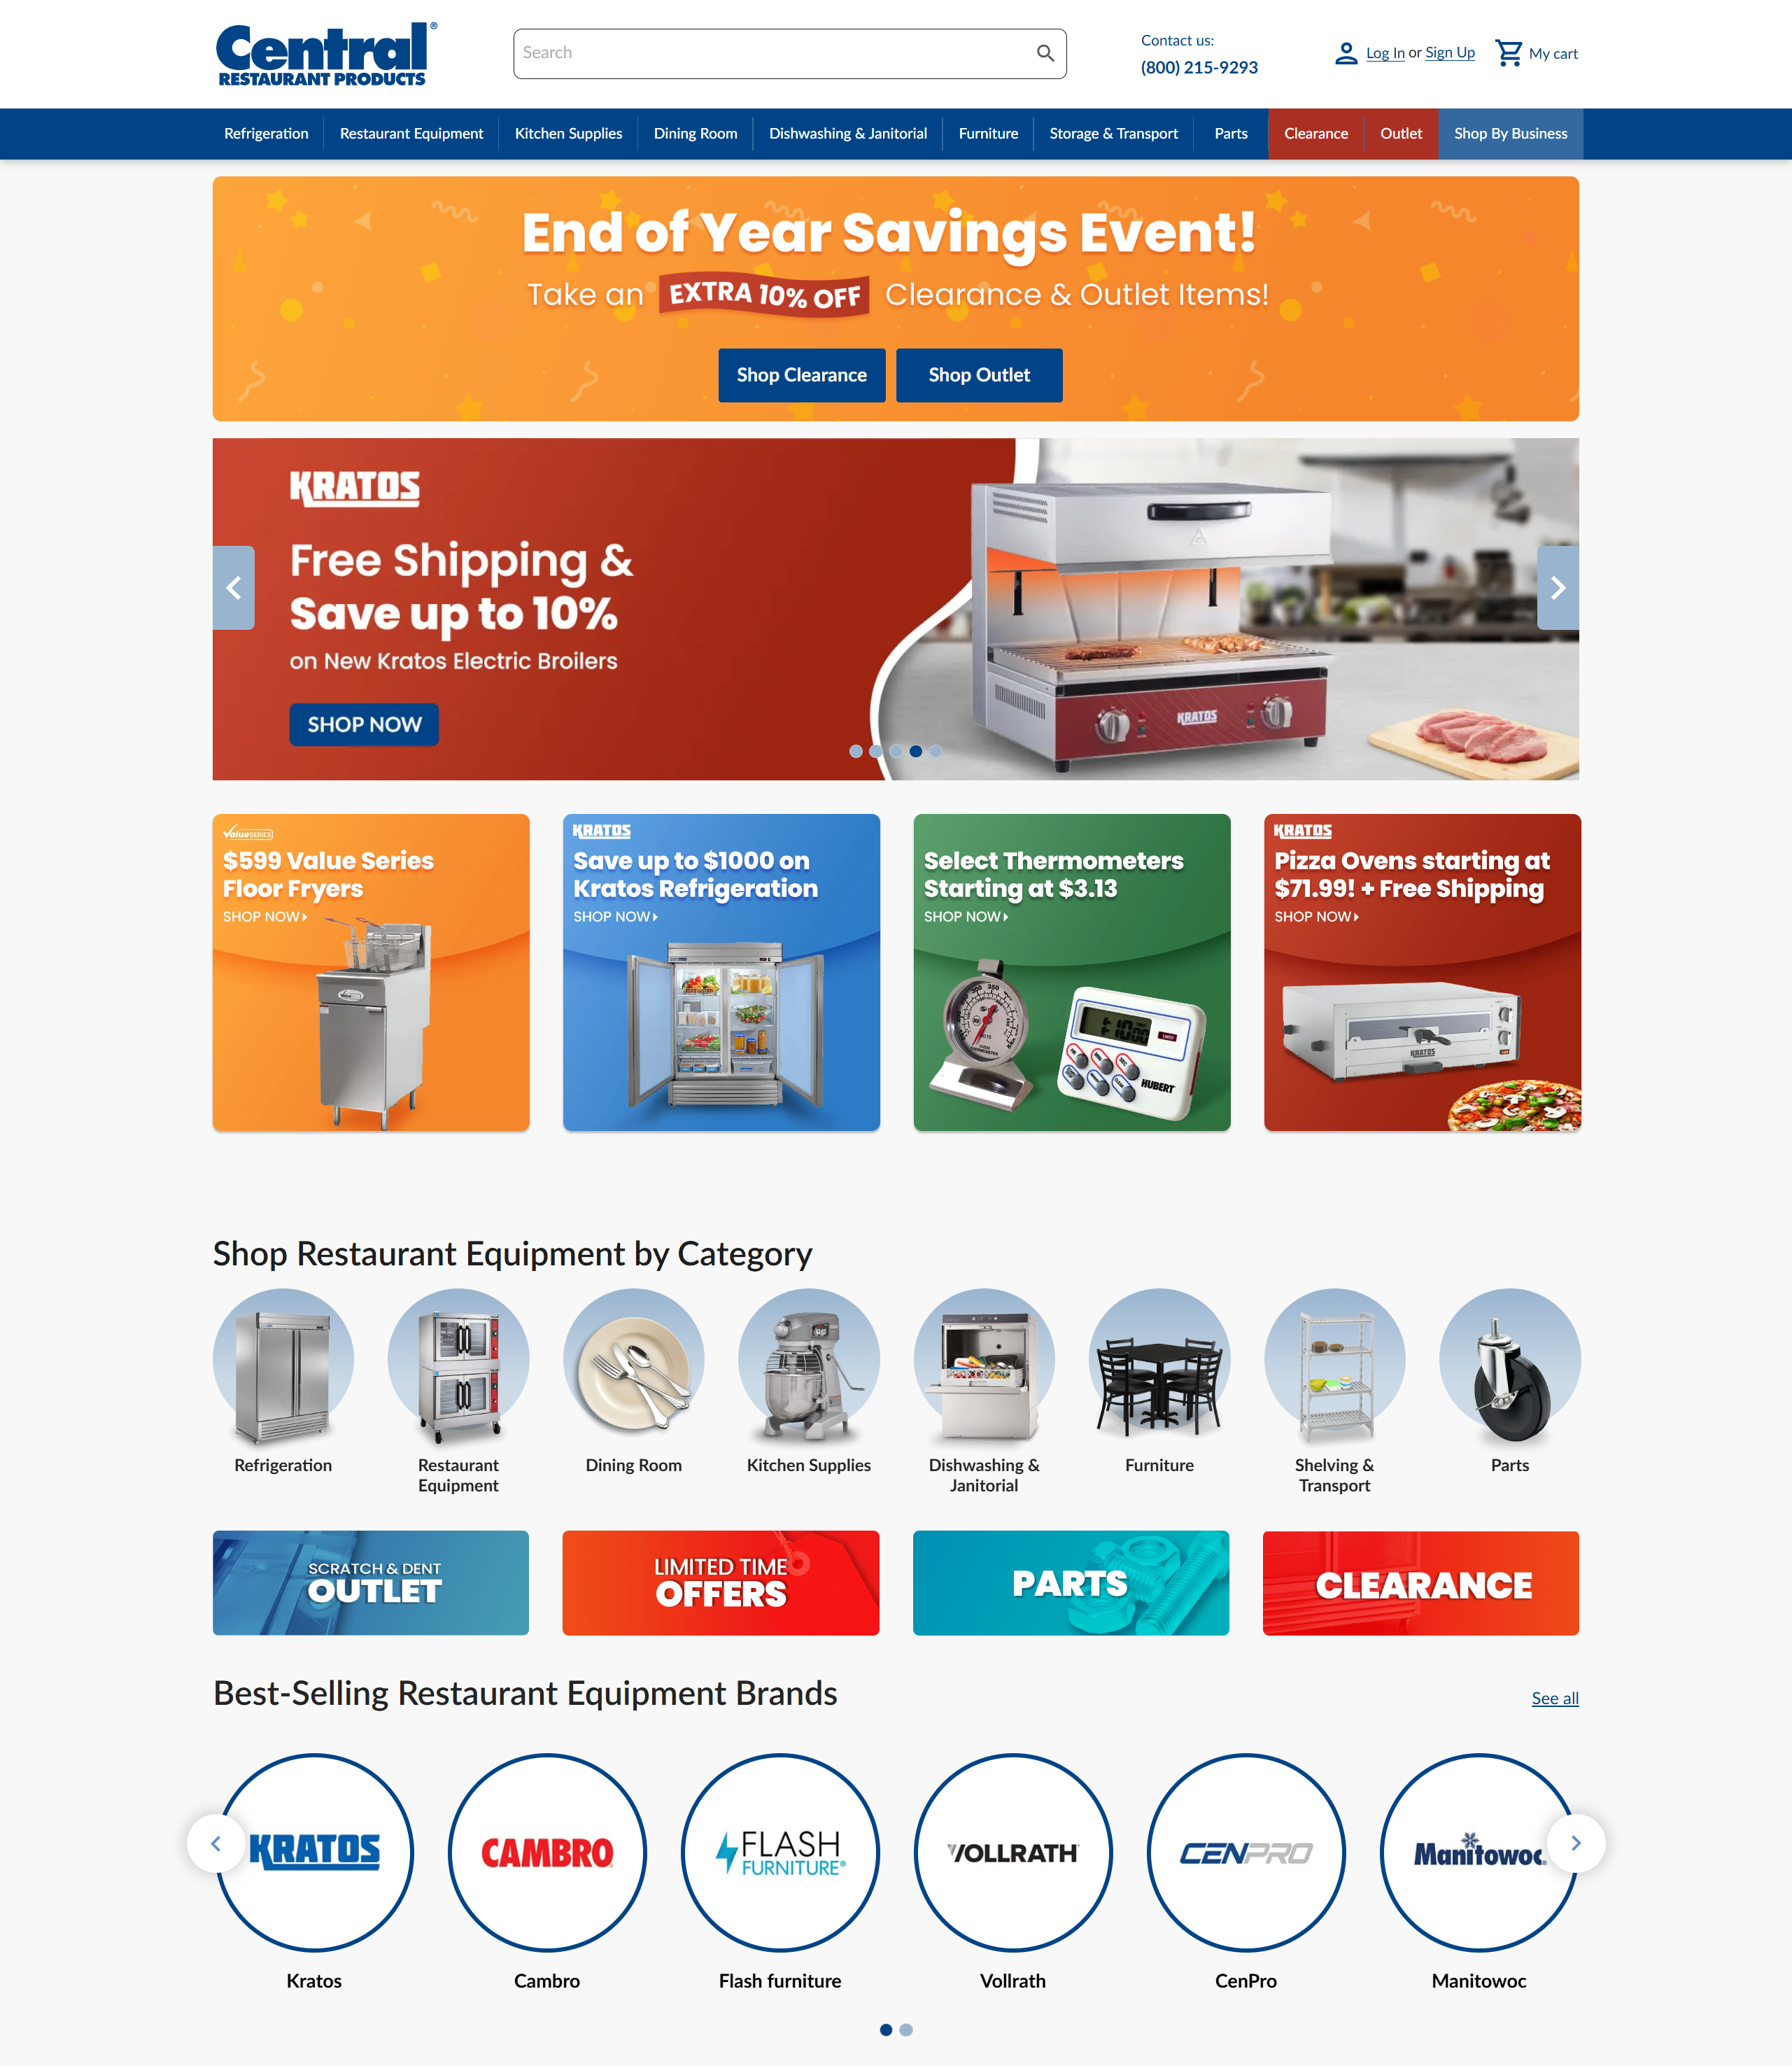 Central®
RESTAURANT PRODUCTS
Search
Contact us:
(800) 215-9293
Log In or Sign Up
My cart
Refrigeration
Restaurant Equipment
Kitchen Supplies
Dining Room
Dishwashing & Janitorial
Furniture
Storage & Transport
Parts
Clearance
Outlet
Shop By Business
End of Year Savings Event!
Take an EXTRA 10% OFF Clearance & Outlet Items!
Shop Clearance
Shop Outlet
KRATOS
Free Shipping &
Save up to 10%
on New Kratos Electric Broilers
SHOP NOW
KRATOS
Value SERIES
$599 Value Series
Floor Fryers
SHOP NOW
KRATOS
Save up to $1000 on
Kratos Refrigeration
SHOP NOW
Select Thermometers
Starting at $3.13
SHOP NOW
HUBERT
KRATOS
Pizza Ovens starting at
$71.99! + Free Shipping
SHOP NOW
KRATOS
Shop Restaurant Equipment by Category
Refrigeration
Restaurant
Equipment
Dining Room
Kitchen Supplies
Dishwashing &
Janitorial
Furniture
Shelving &
Transport
Parts
SCRATCH & DENT
OUTLET
LIMITED TIME
OFFERS
PARTS
CLEARANCE
Best-Selling Restaurant Equipment Brands
See all
KRATOS
CAMBRO
FLASH
FURNITURE®
VOLLRATH
CENPRO
Manitowoc
Kratos
Cambro
Flash furniture
Vollrath
CenPro
Manitowoc